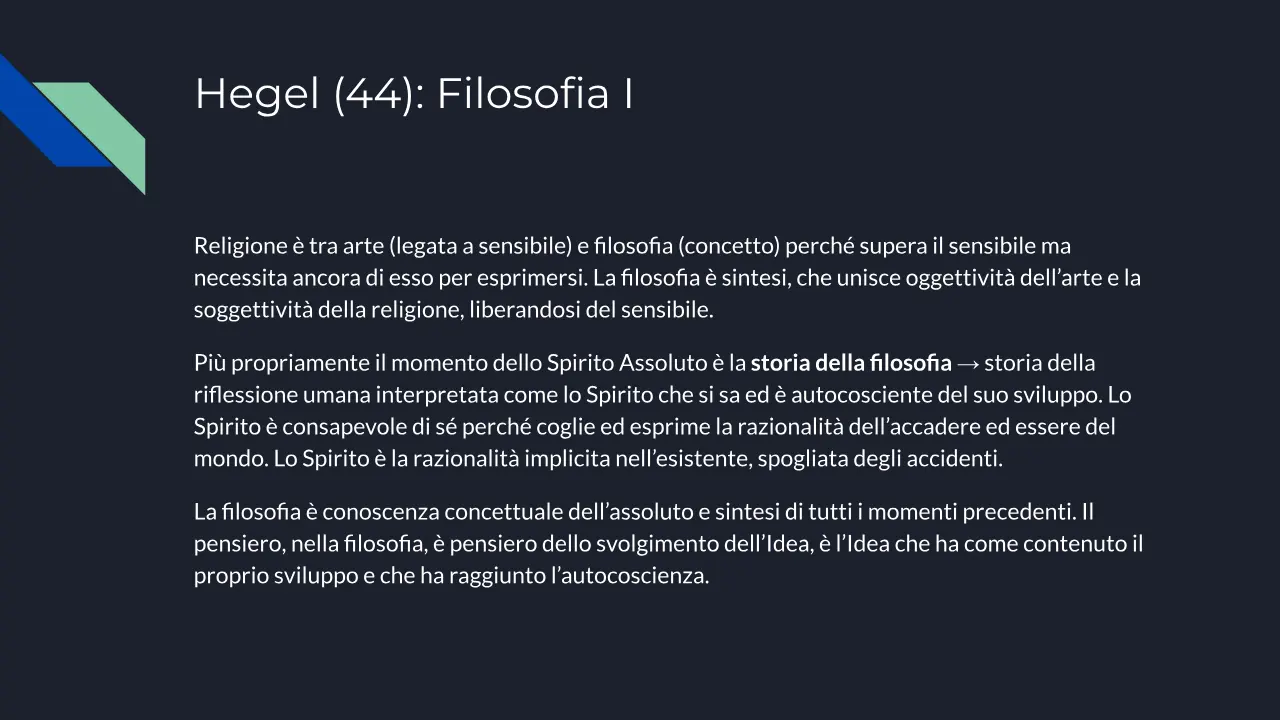 Hegel (44): Filosofia I
Religione è tra arte (legata a sensibile) e filosofia (concetto) perché supera il sensibile ma
necessita ancora di esso per esprimersi. La filosofia è sintesi, che unisce oggettività dell’arte e la
soggettività della religione, liberandosi del sensibile.
Più propriamente il momento dello Spirito Assoluto è la storia della filosofia → storia della
riflessione umana interpretata come lo Spirito che si sa ed è autocosciente del suo sviluppo. Lo
Spirito è consapevole di sé perché coglie ed esprime la razionalità dell’accadere ed essere del
mondo. Lo Spirito è la razionalità implicita nell’esistente, spogliata degli accidenti.
La filosofia è conoscenza concettuale dell’assoluto e sintesi di tutti i momenti precedenti. Il
pensiero, nella filosofia, è pensiero dello svolgimento dell’Idea, è l’Idea che ha come contenuto il
proprio sviluppo e che ha raggiunto l’autocoscienza.